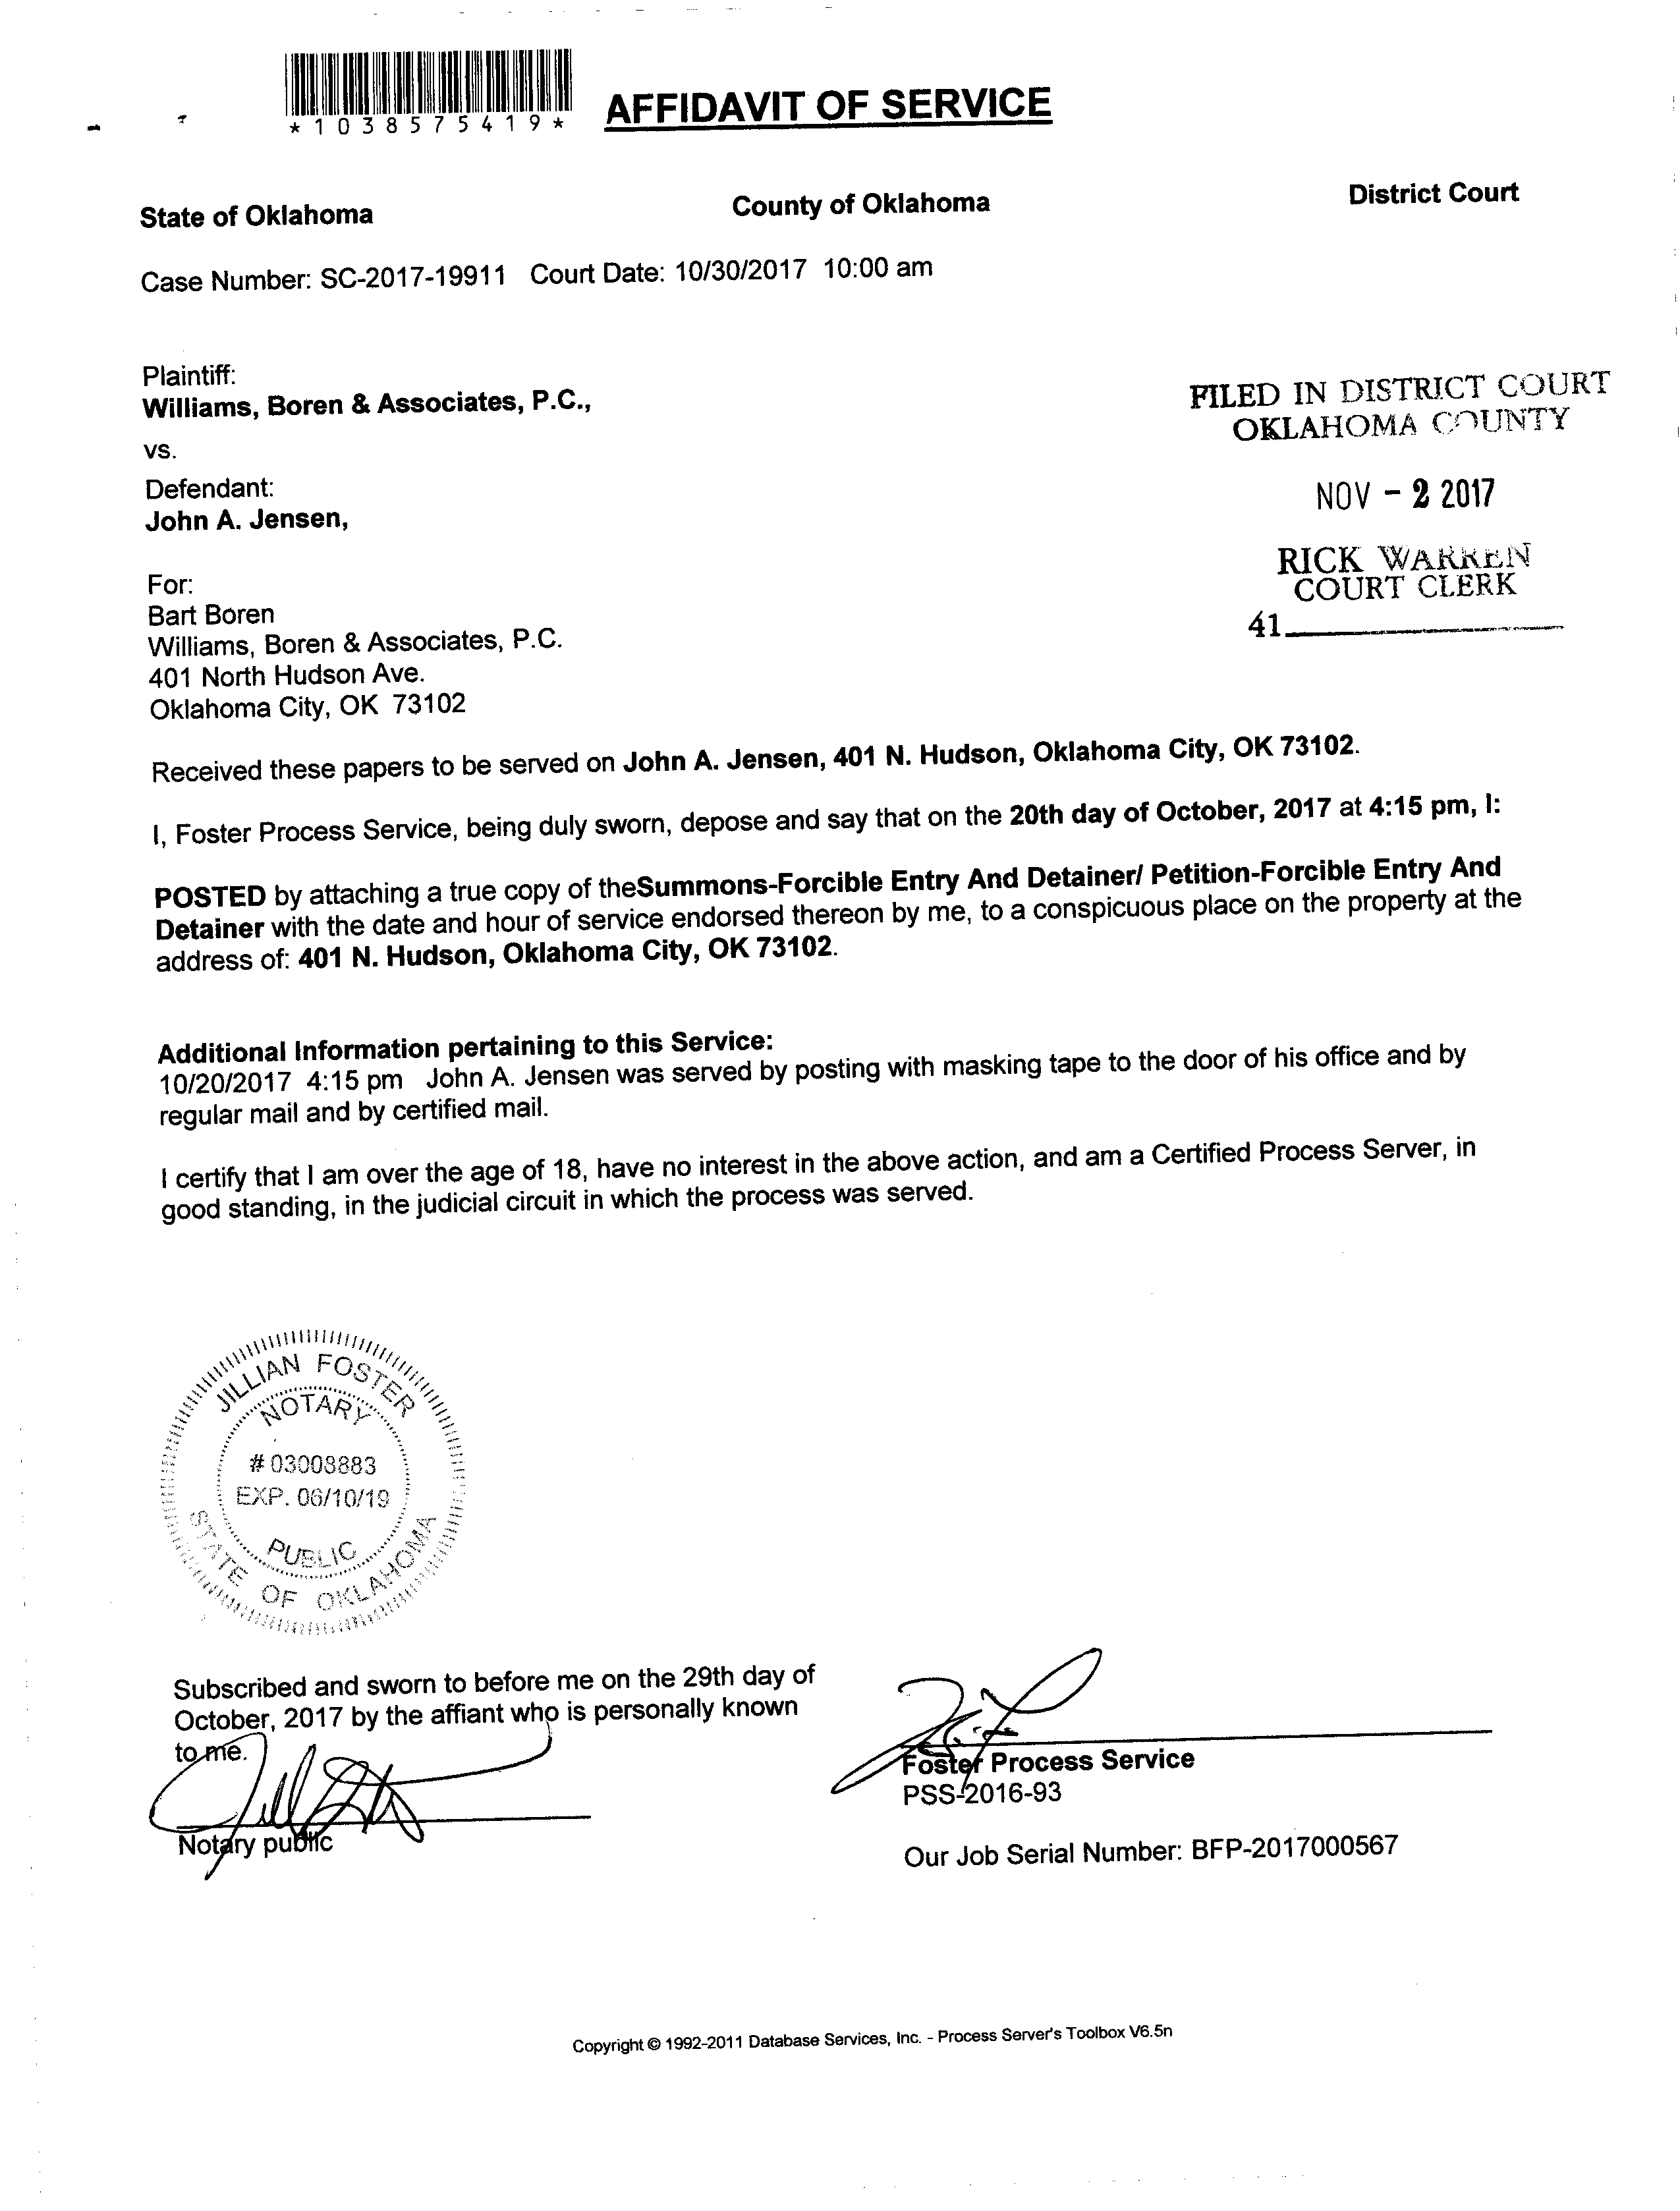 *1038575419*
AFFIDAVIT OF SERVICE
State of Oklahoma County of Oklahoma District Court
Case Number: SC-2017-19911 Court Date: 10/30/2017 10:00 am
Plaintiff:
Williams, Boren & Associates, P.C.,
vs.
Defendant:
John A. Jensen,
For:
Bart Boren
Williams, Boren & Associates, P.C.
401 North Hudson Ave.
Oklahoma City, OK 73102
FILED IN DISTRICT COURT
OKLAHOMA COUNTY
NOV - 2 2017
RICK WARREN
COURT CLERK
41
Received these papers to be served on John A. Jensen, 401 N. Hudson, Oklahoma City, OK 73102.
I, Foster Process Service, being duly sworn, depose and say that on the 20th day of October, 2017 at 4:15 pm, I:
POSTED by attaching a true copy of theSummons-Forcible Entry And Detainer/ Petition-Forcible Entry And
Detainer with the date and hour of service endorsed thereon by me, to a conspicuous place on the property at the
address of: 401 N. Hudson, Oklahoma City, OK 73102.
Additional Information pertaining to this Service:
10/20/2017 4:15 pm John A. Jensen was served by posting with masking tape to the door of his office and by
regular mail and by certified mail.
I certify that I am over the age of 18, have no interest in the above action, and am a Certified Process Server, in
good standing, in the judicial circuit in which the process was served.
JILLIAN FOSTER
NOTARY
# 03008883
EXP. 06/10/19
PUBLIC
STATE OF OKLAHOMA
Subscribed and sworn to before me on the 29th day of
October, 2017 by the affiant who is personally known
to me.
Notary public
Foster Process Service
PSS-2016-93
Our Job Serial Number: BFP-2017000567
Copyright © 1992-2011 Database Services, Inc. - Process Server's Toolbox V6.5n